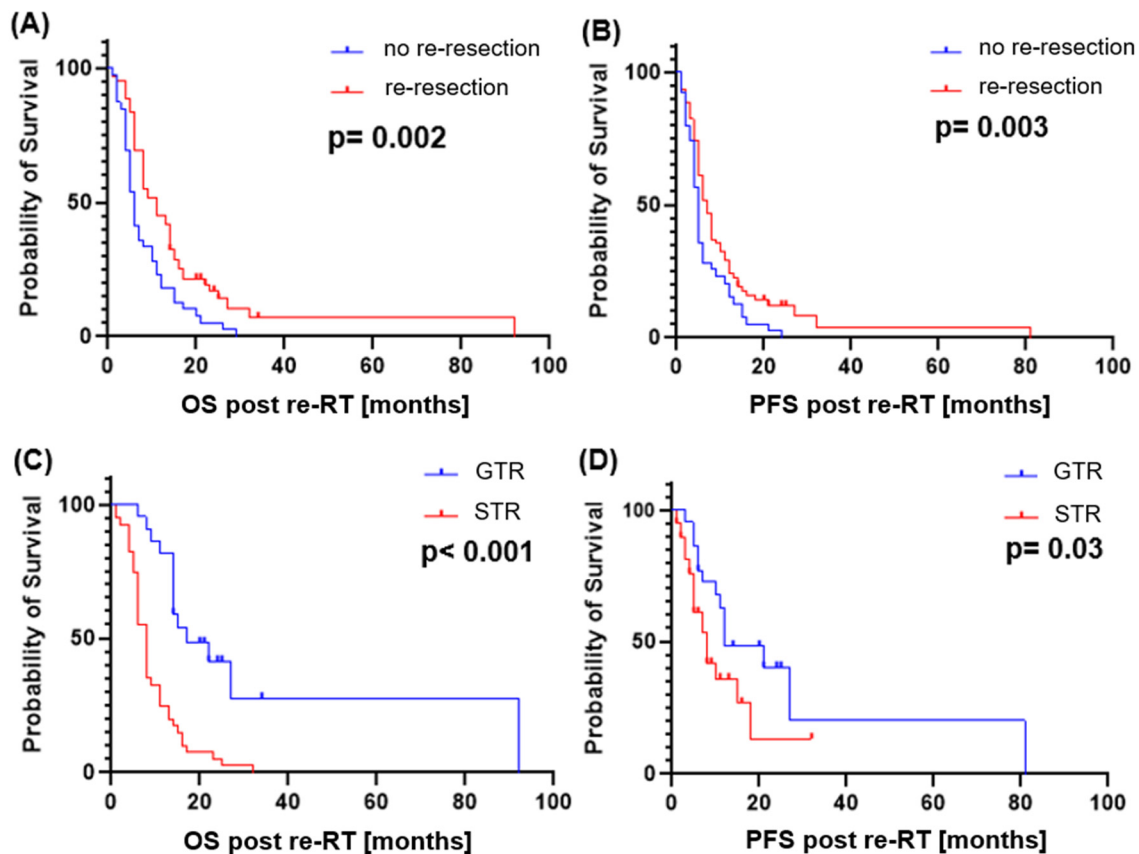 (A)
no re-resection
re-resection
p= 0.002
Probability of Survival
100
50
0
0 20 40 60 80 100
OS post re-RT [months]
(B)
no re-resection
re-resection
p= 0.003
Probability of Survival
100
50
0
0 20 40 60 80 100
PFS post re-RT [months]
(C)
GTR
STR
p< 0.001
Probability of Survival
100
50
0
0 20 40 60 80 100
OS post re-RT [months]
(D)
GTR
STR
p= 0.03
Probability of Survival
100
50
0
0 20 40 60 80 100
PFS post re-RT [months]